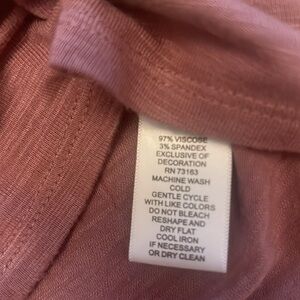 97% VISCOSE
3% SPANDEX
EXCLUSIVE OF
DECORATION
RN 73163
MACHINE WASH
COLD
GENTLE CYCLE
WITH LIKE COLORS
DO NOT BLEACH
RESHAPE AND
DRY FLAT
COOL IRON
IF NECESSARY
OR DRY CLEAN